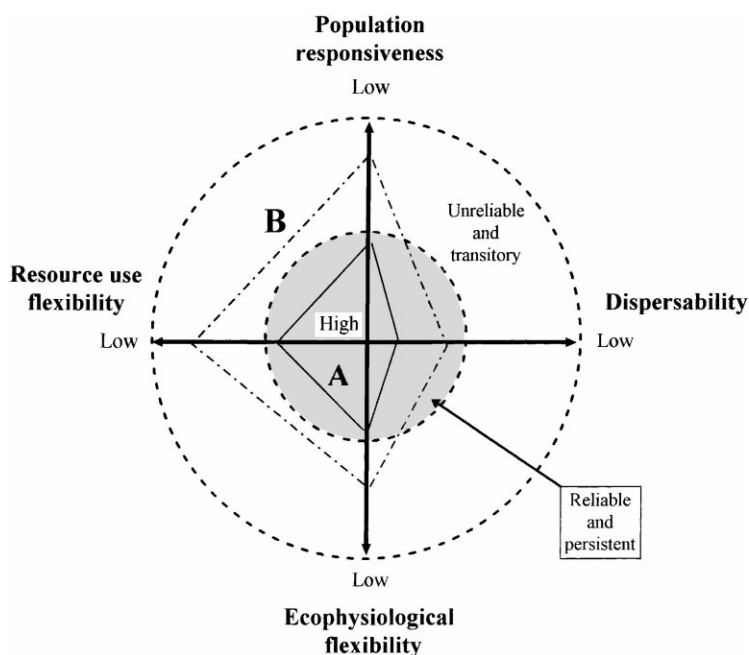 Population
responsiveness
Low
B
Unreliable
and
transitory
Resource use
flexibility
Low
High
Dispersability
Low
A
Reliable
and
persistent
Low
Ecophysiological
flexibility